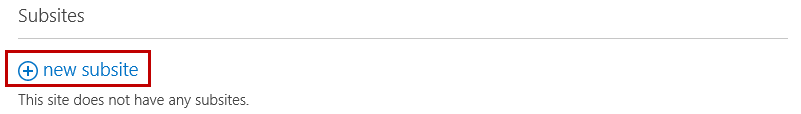 Subsites
new subsite
This site does not have any subsites.